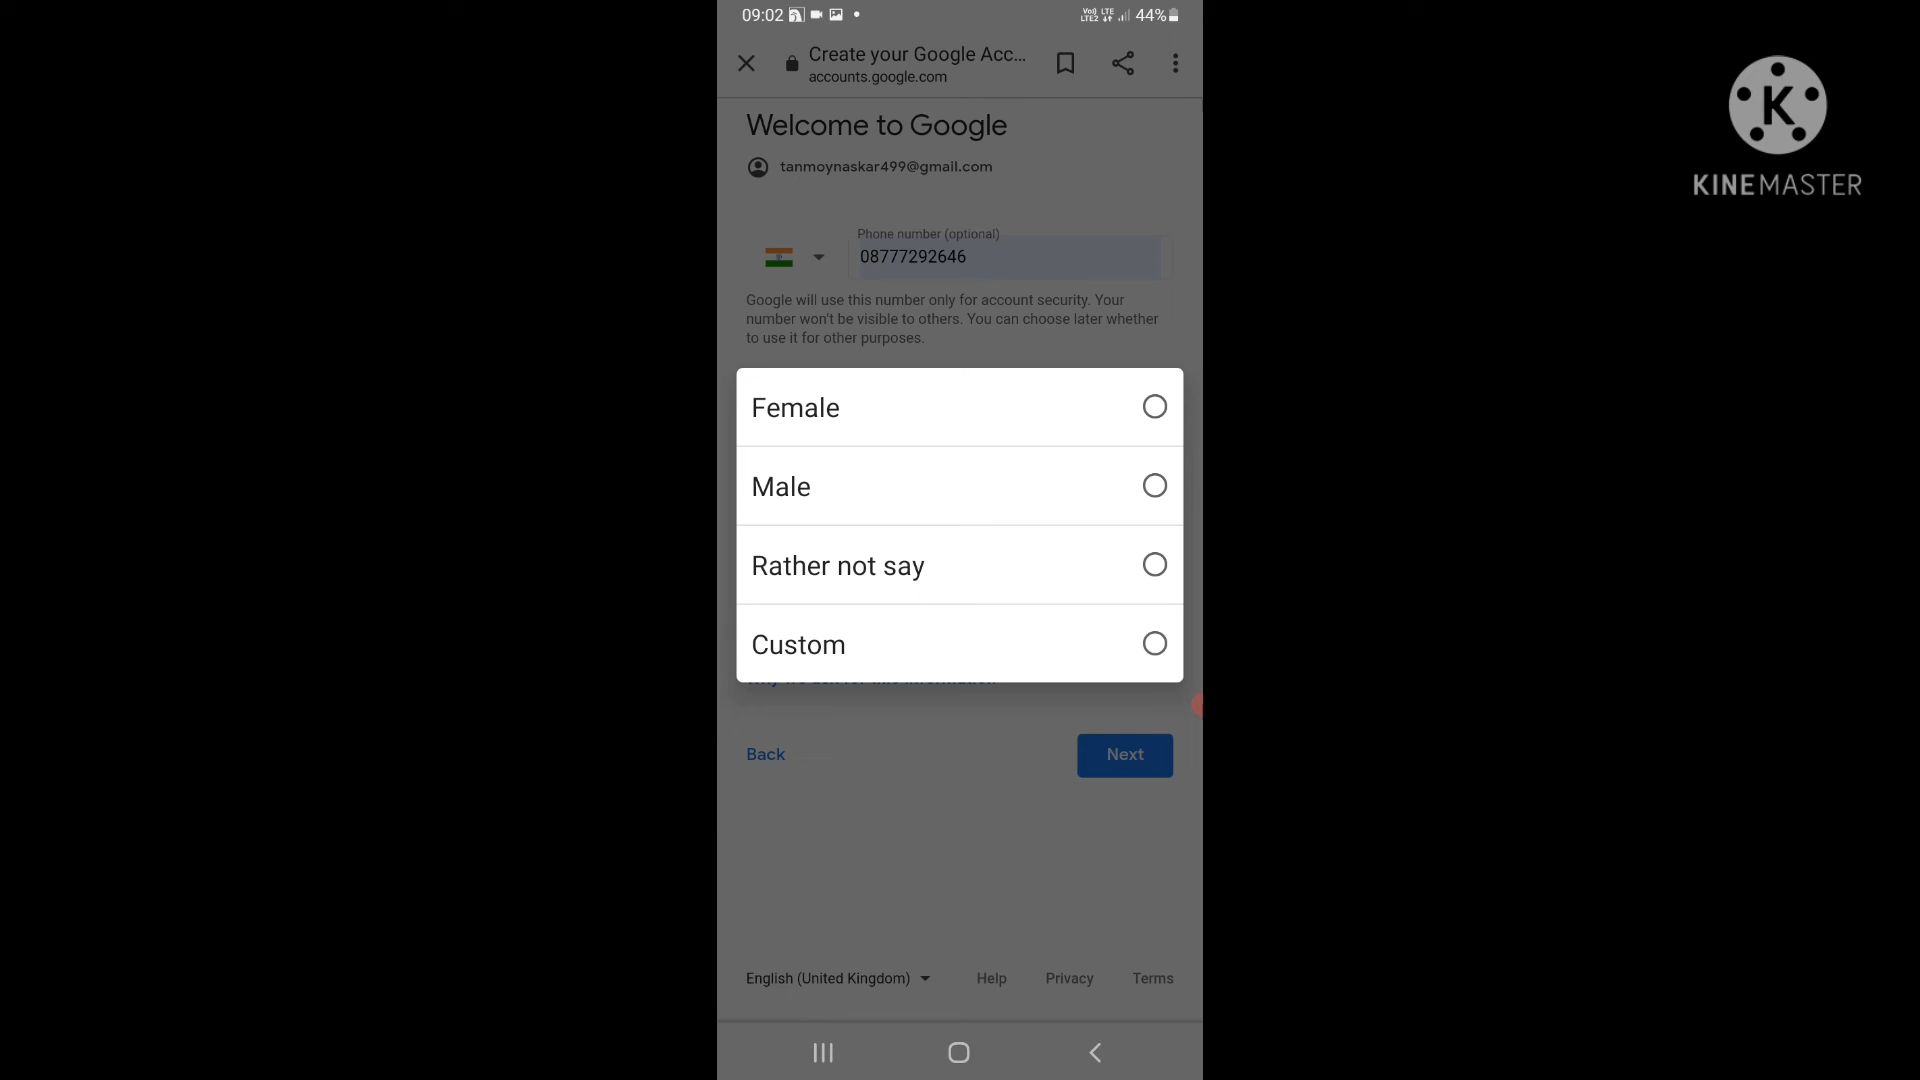 09:02
Vo)) LTE
LTE2
44%
Create your Google Acc...
accounts.google.com
K
KINEMASTER
Welcome to Google
tanmoynaskar499@gmail.com
Phone number (optional)
08777292646
Google will use this number only for account security. Your
number won't be visible to others. You can choose later whether
to use it for other purposes.
Female
Male
Rather not say
Custom
Back
Next
English (United Kingdom)
Help
Privacy
Terms